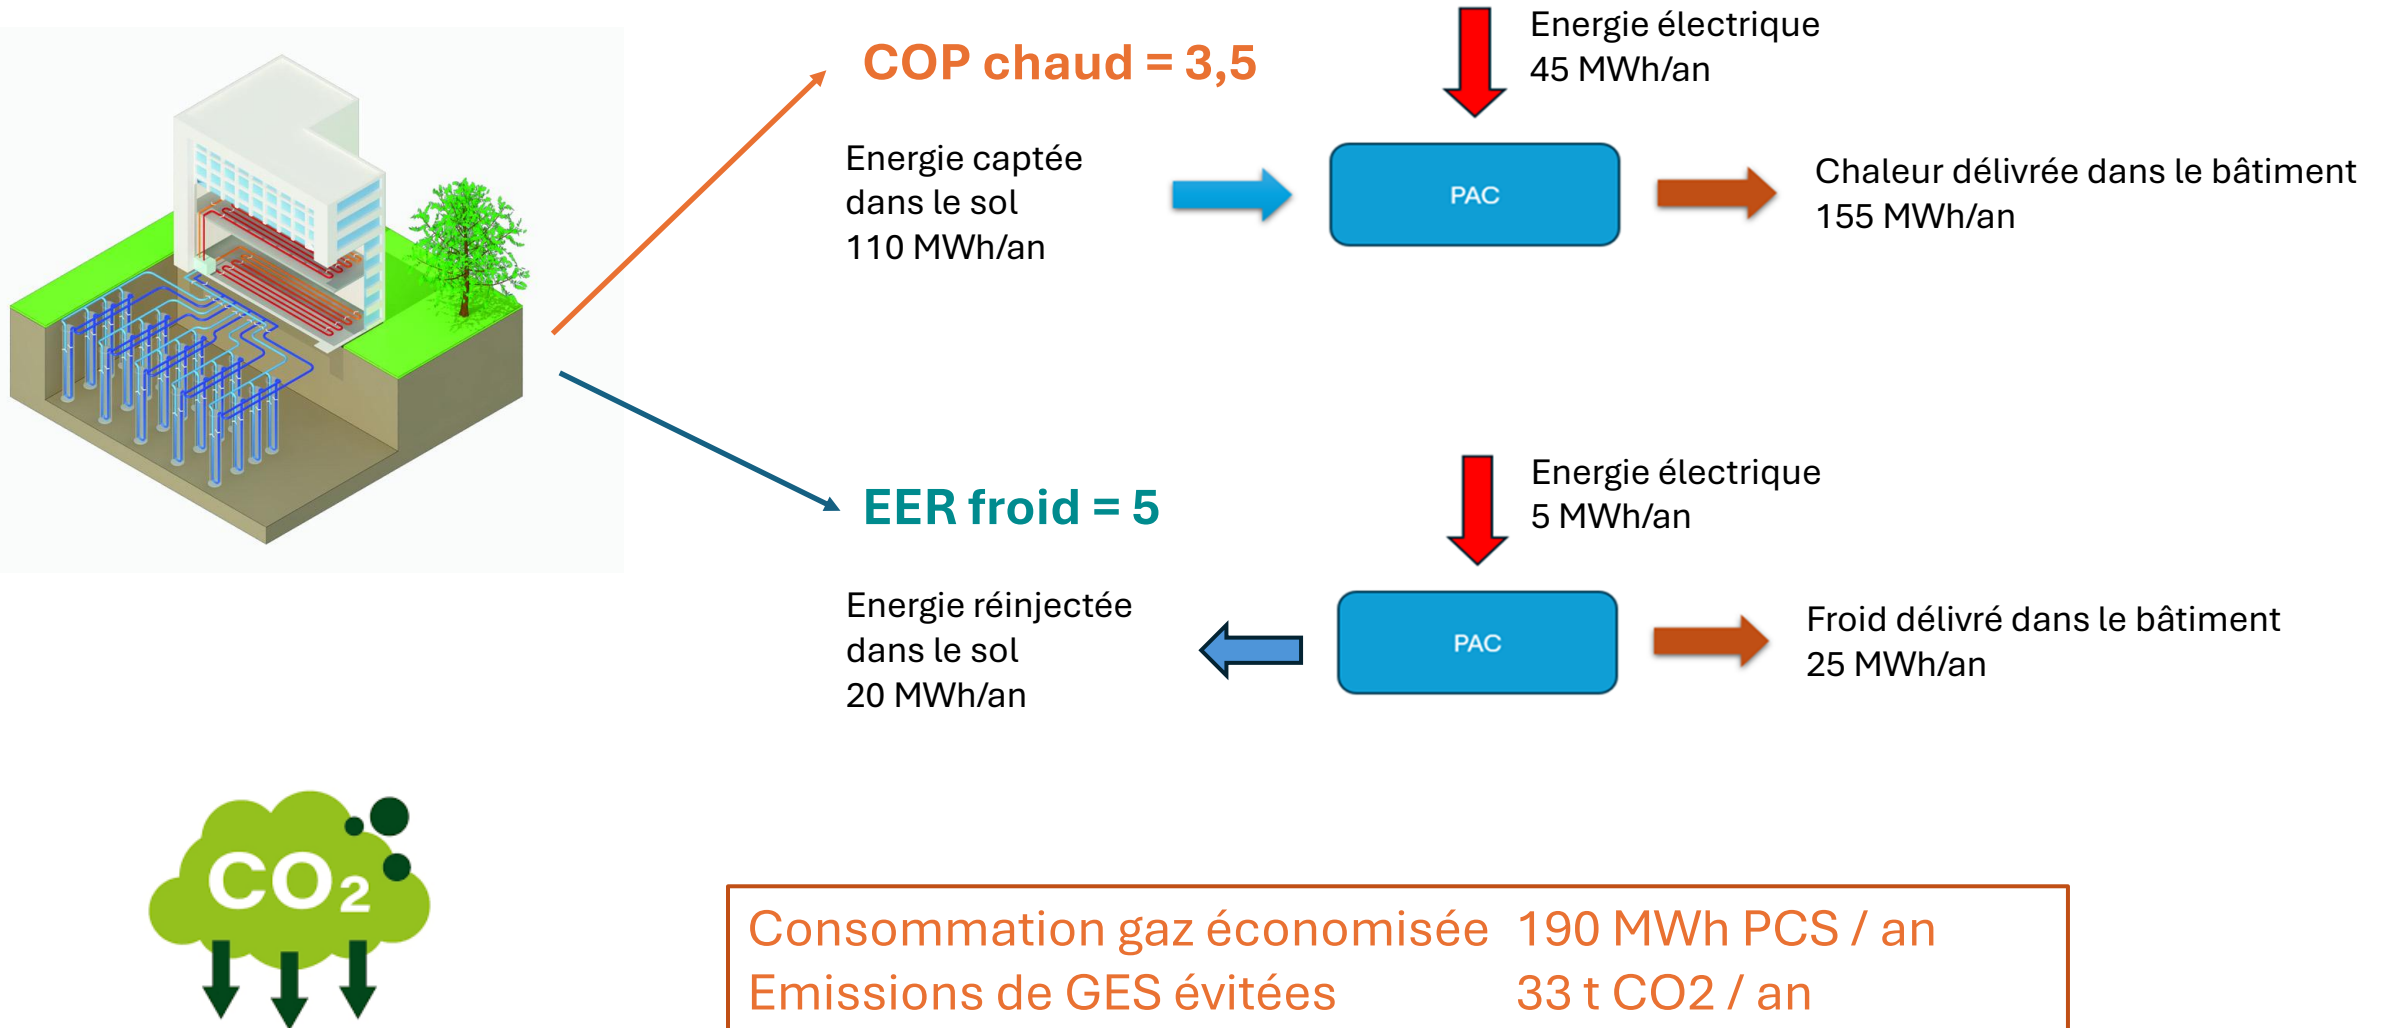 COP chaud = 3,5
Energie électrique
45 MWh/an
Energie captée
dans le sol
110 MWh/an
PAC
Chaleur délivrée dans le bâtiment
155 MWh/an
EER froid = 5
Energie électrique
5 MWh/an
Energie réinjectée
dans le sol
20 MWh/an
PAC
Froid délivré dans le bâtiment
25 MWh/an
CO2
Consommation gaz économisée 190 MWh PCS / an
Emissions de GES évitées 33 t CO2 / an